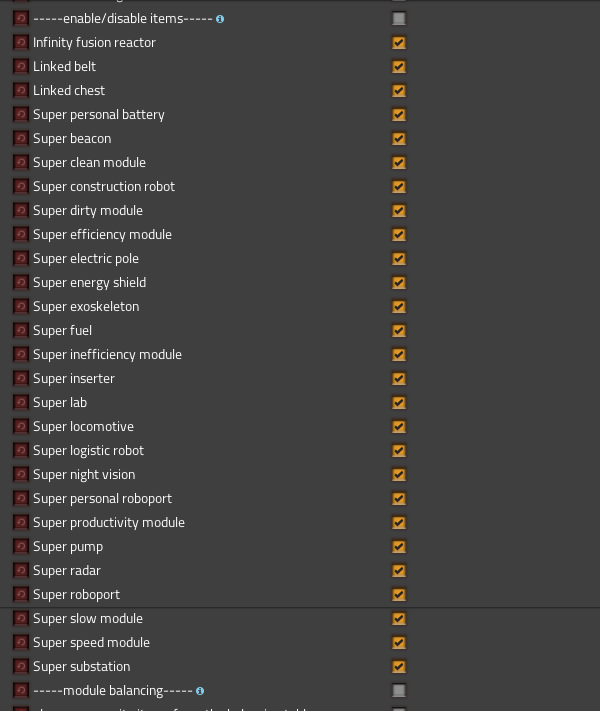 -----enable/disable items-----
Infinity fusion reactor
Linked belt
Linked chest
Super personal battery
Super beacon
Super clean module
Super construction robot
Super dirty module
Super efficiency module
Super electric pole
Super energy shield
Super exoskeleton
Super fuel
Super inefficiency module
Super inserter
Super lab
Super locomotive
Super logistic robot
Super night vision
Super personal roboport
Super productivity module
Super pump
Super radar
Super roboport
Super slow module
Super speed module
Super substation
-----module balancing-----